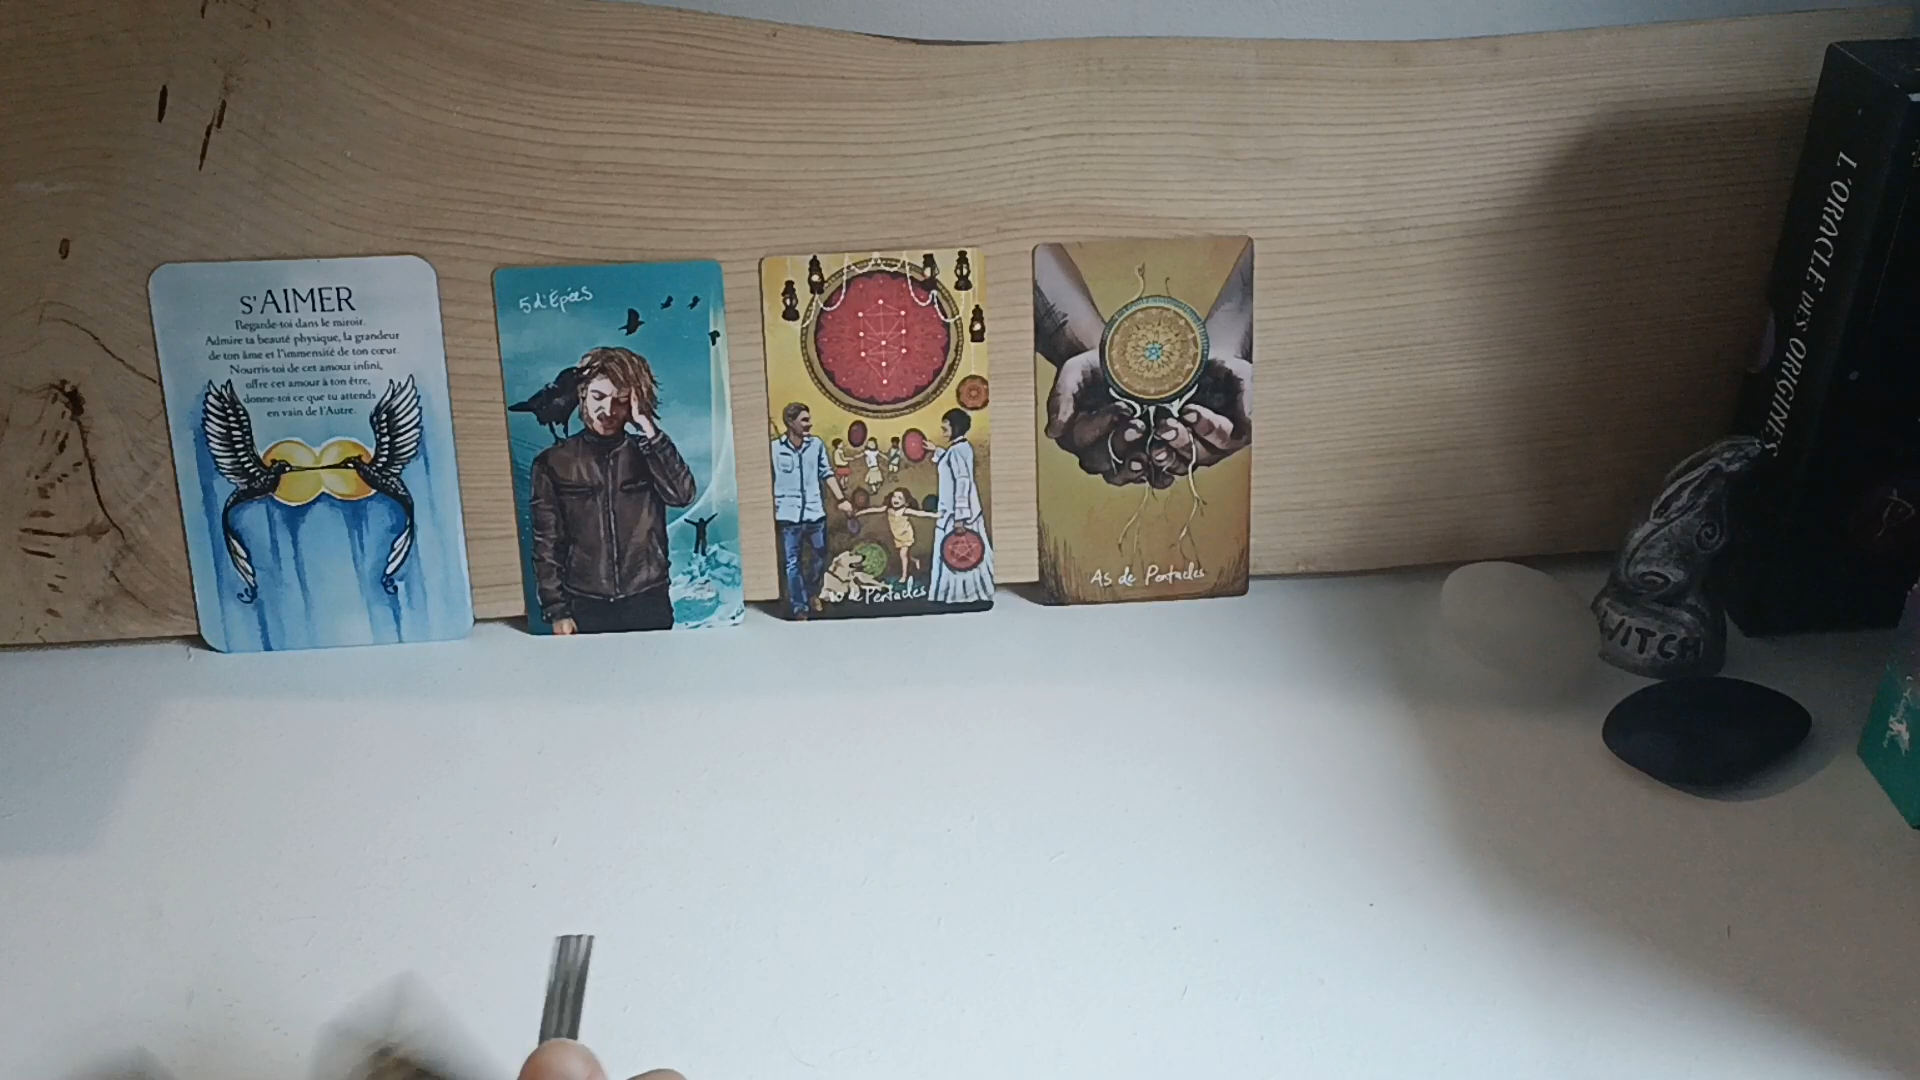 S'AIMER
Regarde-toi dans le miroir.
Admire ta beauté physique, la grandeur
de ton âme et l'immensité de ton cœur.
Nourris-toi de cet amour infini,
offre cet amour à ton être,
donne-toi ce que tu attends
en vain de l'Autre.
5 d'Épées
10 de Pentacles
As de Pentacles
L'ORACLE DES ORIGINES
WITCH